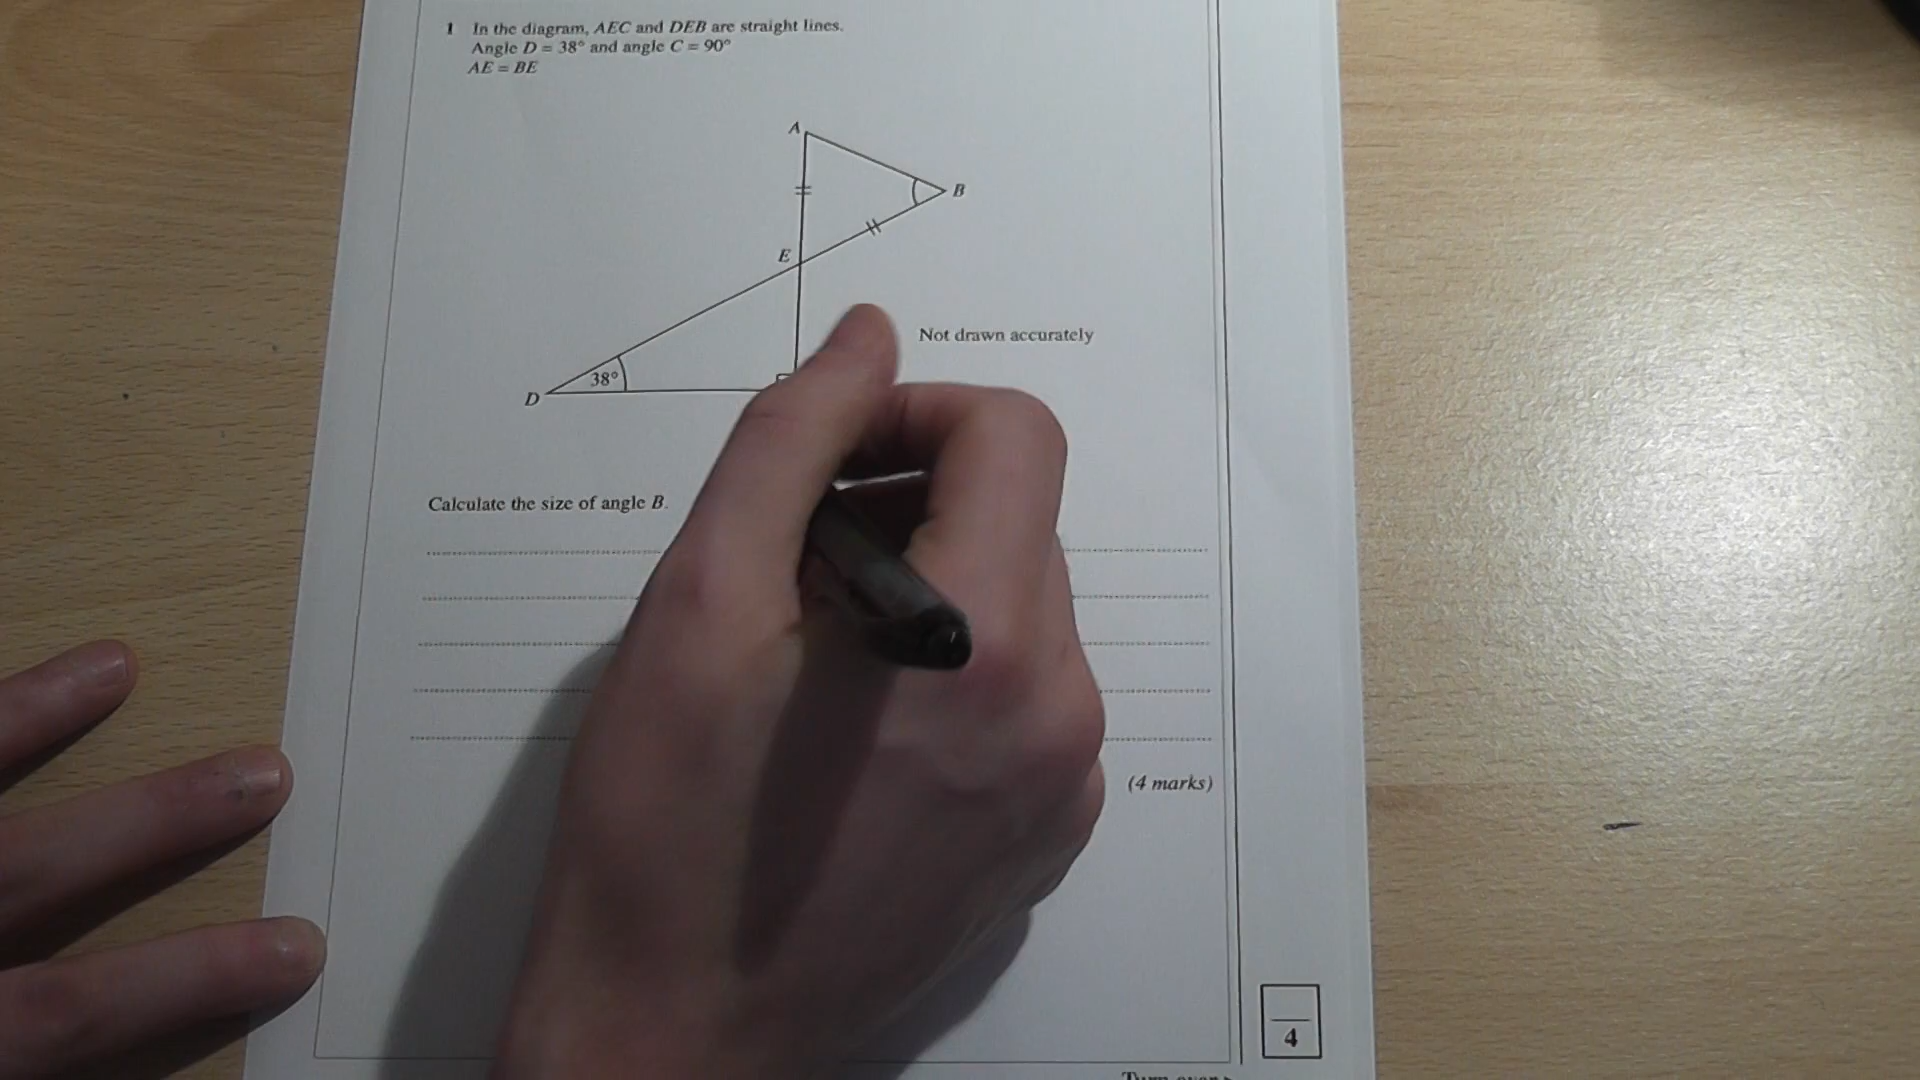 1 In the diagram, AEC and DEB are straight lines.
Angle D = 38° and angle C = 90°
AE = BE
A
B
E
Not drawn accurately
38°
D
Calculate the size of angle B.
(4 marks)
4